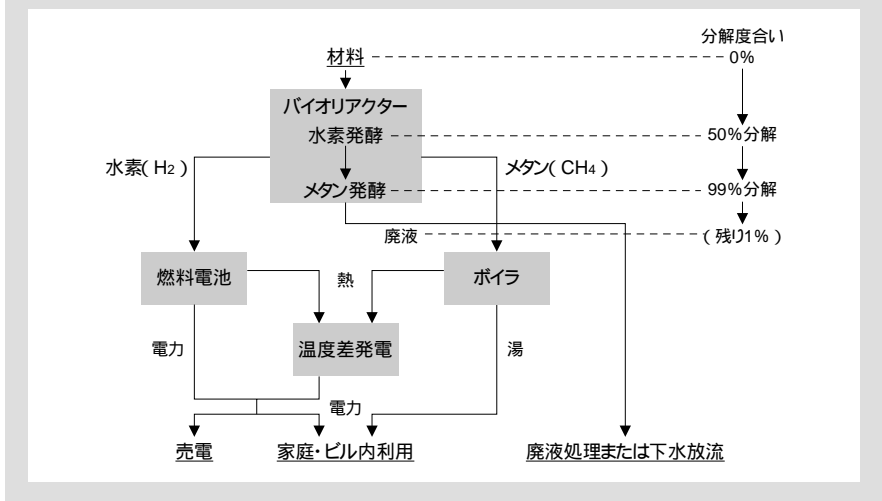 分解度合い
材料
0%
バイオリアクター
水素発酵
50%分解
水素(H2)
メタン(CH4)
メタン発酵
99%分解
廃液
(残り1%)
燃料電池
熱
ボイラ
電力
温度差発電
湯
電力
売電
家庭・ビル内利用
廃液処理または下水放流